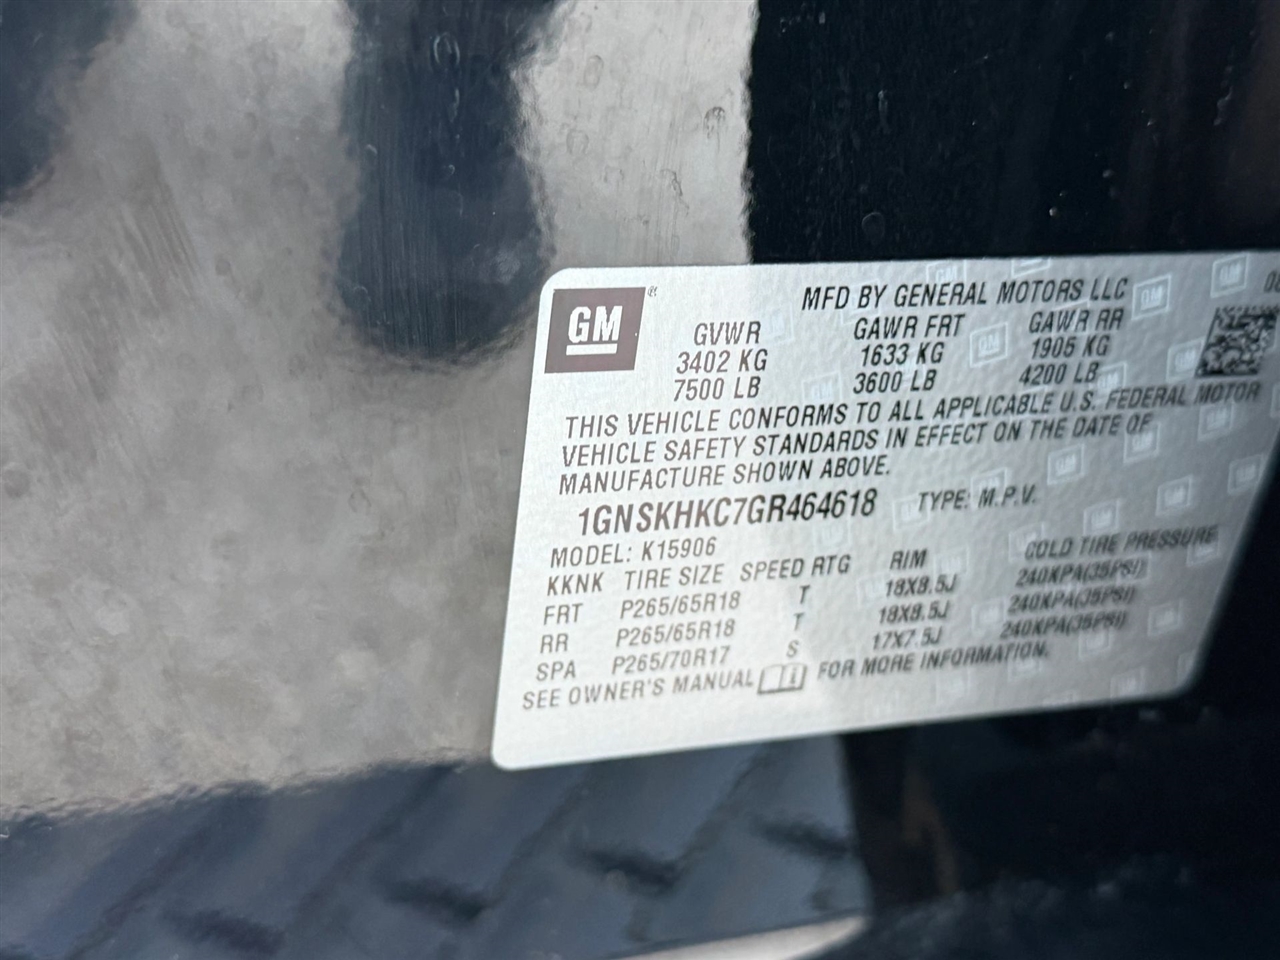 GM
MFD BY GENERAL MOTORS LLC
GVWR GAWR FRT GAWR RR
3402 KG 1633 KG 1905 KG
7500 LB 3600 LB 4200 LB
THIS VEHICLE CONFORMS TO ALL APPLICABLE U.S. FEDERAL MOTOR
VEHICLE SAFETY STANDARDS IN EFFECT ON THE DATE OF
MANUFACTURE SHOWN ABOVE.
1GNSKHKC7GR464618 TYPE: M.P.V.
MODEL: K15906
KKNK TIRE SIZE SPEED RTG RIM COLD TIRE PRESSURE
FRT P265/65R18 T 18X8.5J 240KPA(35PSI)
RR P265/65R18 T 18X8.5J 240KPA(35PSI)
SPA P265/70R17 S 17X7.5J 240KPA(35PSI)
SEE OWNER'S MANUAL FOR MORE INFORMATION.